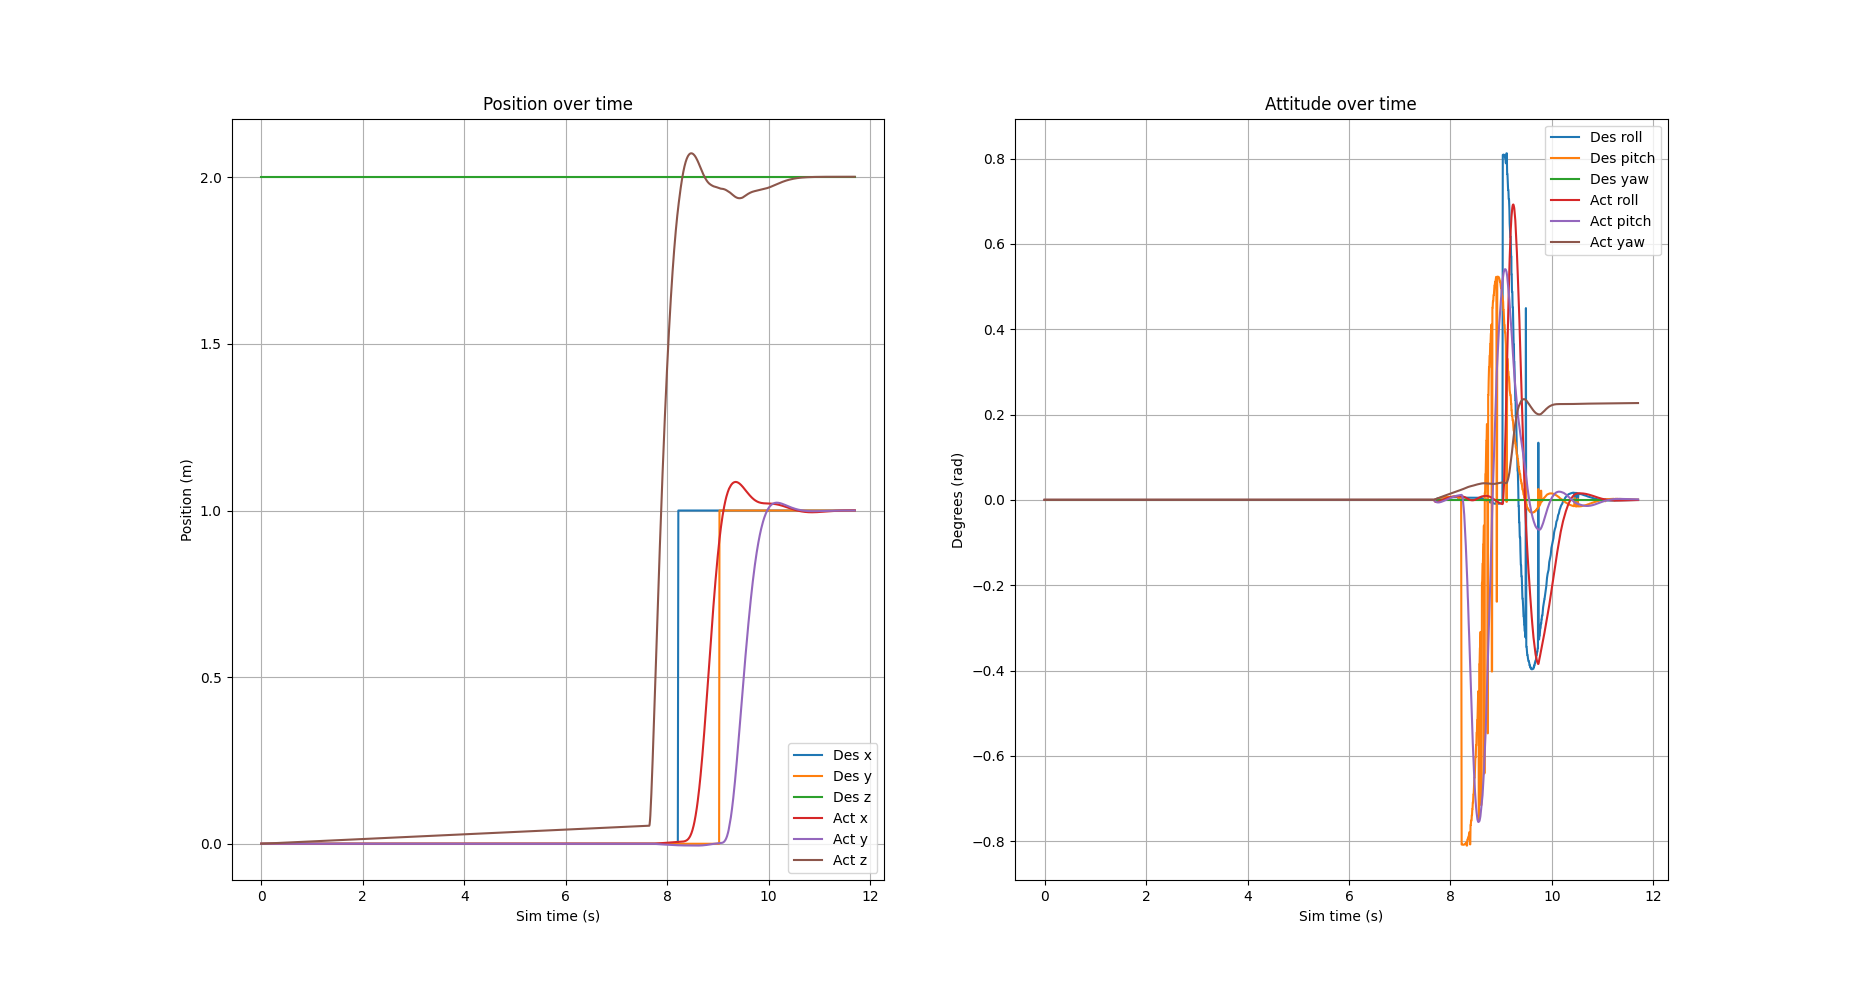 Position over time
Position (m)
2.0
1.5
1.0
0.5
0.0
0 2 4 6 8 10 12
Sim time (s)
Des x
Des y
Des z
Act x
Act y
Act z
Attitude over time
Degrees (rad)
0.8
0.6
0.4
0.2
0.0
−0.2
−0.4
−0.6
−0.8
0 2 4 6 8 10 12
Sim time (s)
Des roll
Des pitch
Des yaw
Act roll
Act pitch
Act yaw